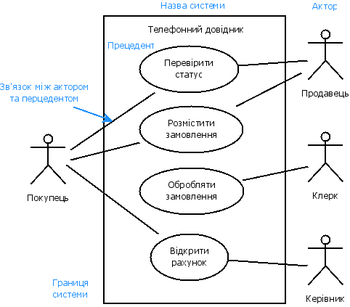 Назва системи
Актор
Телефонний довідник
Прецедент
Перевірити
статус
Зв'язок між актором
та перцедентом
Продавець
Розмістити
замовлення
Покупець
Обробляти
замовлення
Клерк
Відкрити
рахунок
Границя
системи
Керівник